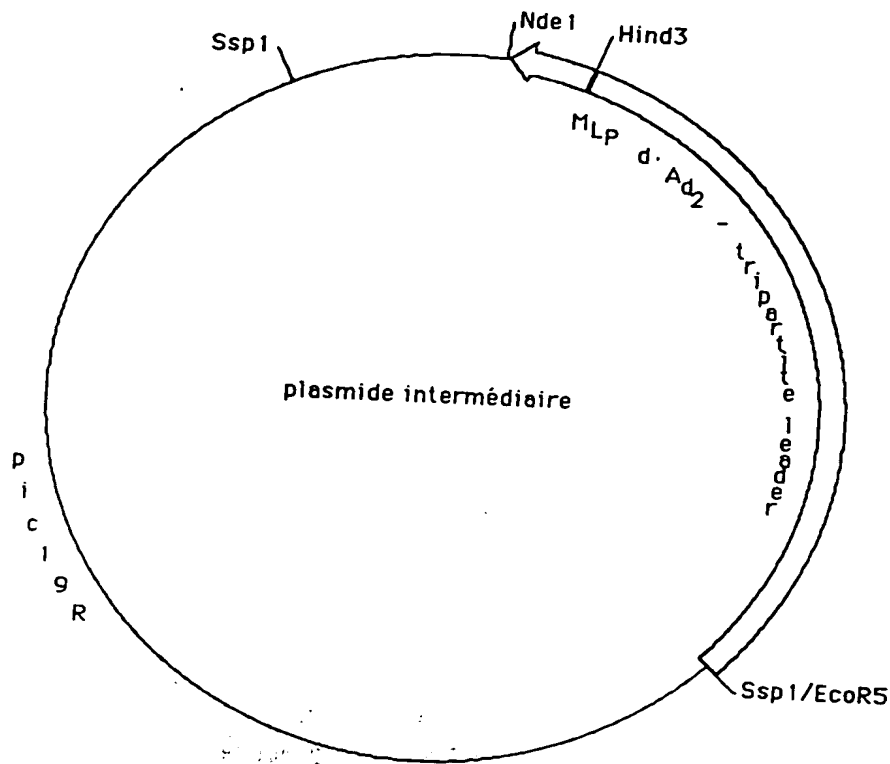 Nde1
Hind3
Ssp1
MLP d'Ad2 - tripartite leader
plasmide intermédiaire
pic19R
Ssp1/EcoR5